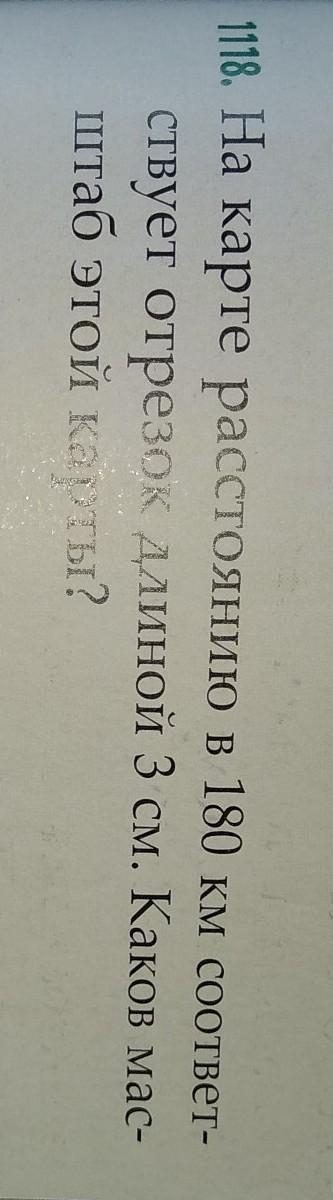 1118. На карте расстоянию в 180 км соответ-
ствует отрезок длиной 3 см. Каков мас-
штаб этой карты?